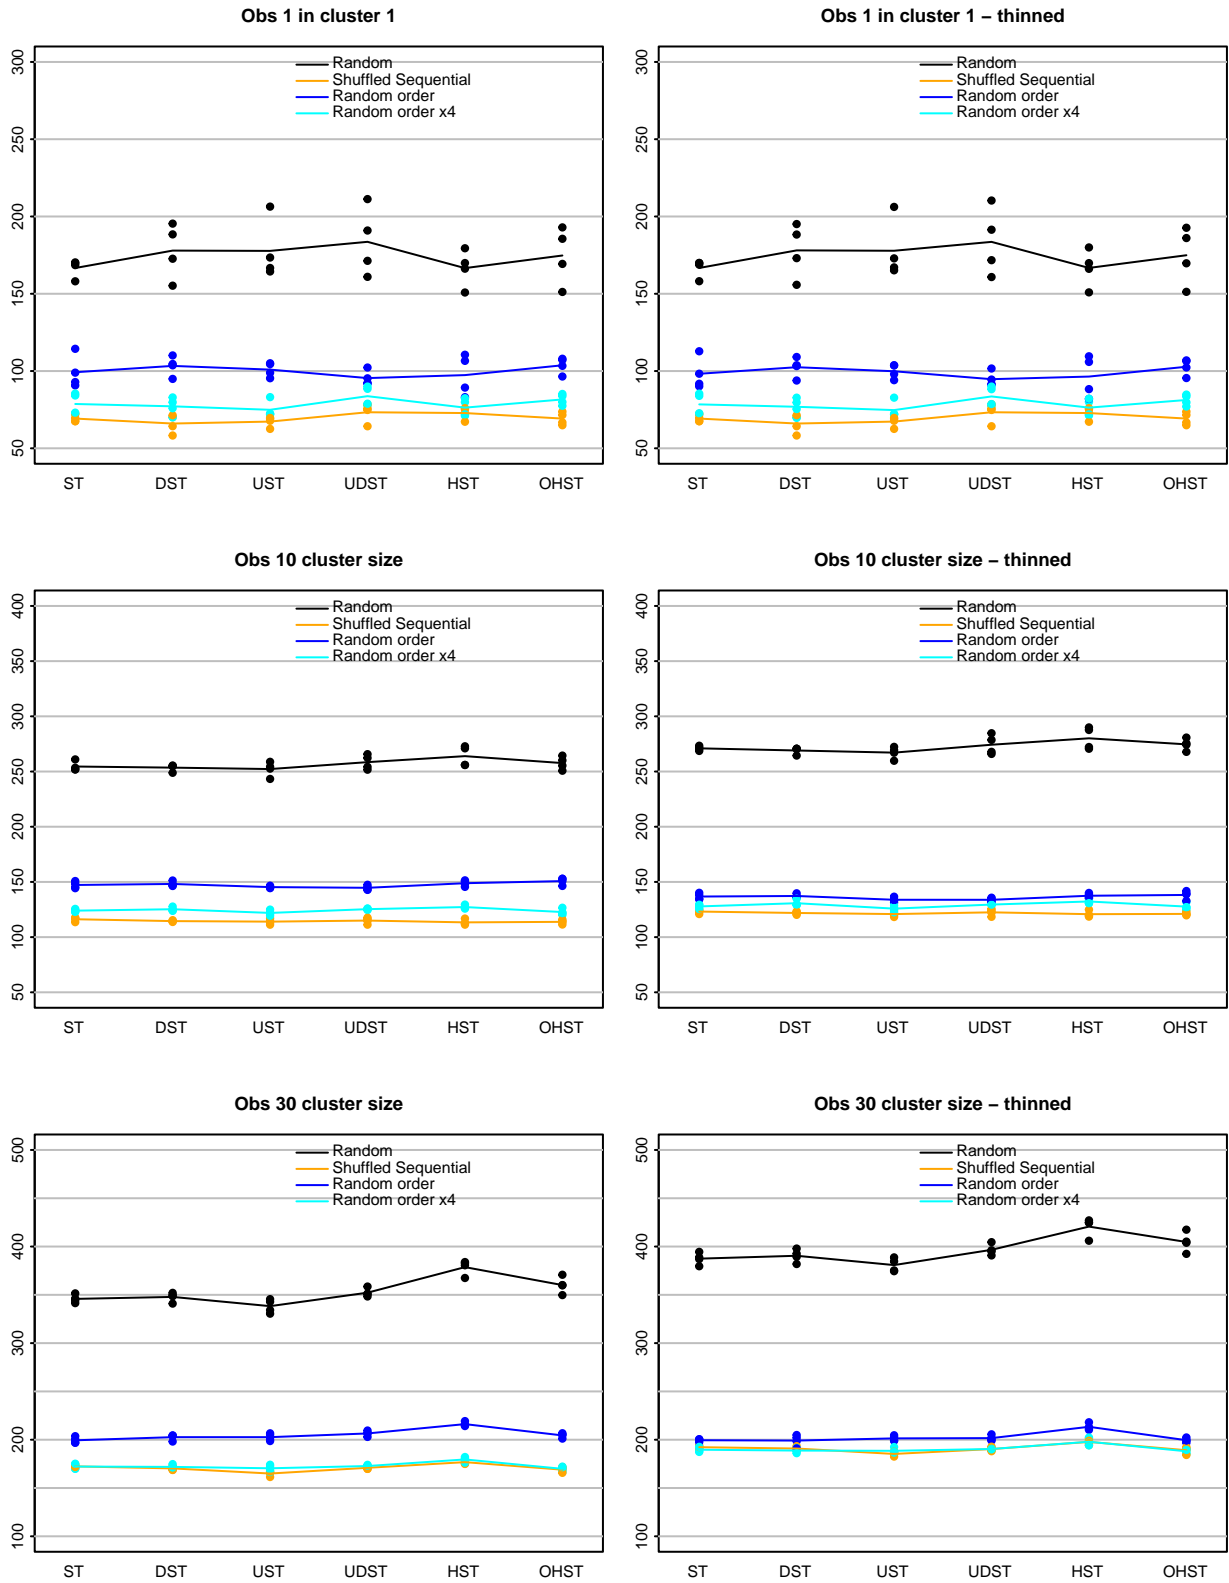 Obs 1 in cluster 1
300
250
200
150
100
50
Random
Shuffled Sequential
Random order
Random order x4
ST DST UST UDST HST OHST
Obs 1 in cluster 1 – thinned
300
250
200
150
100
50
Random
Shuffled Sequential
Random order
Random order x4
ST DST UST UDST HST OHST
Obs 10 cluster size
400
350
300
250
200
150
100
50
Random
Shuffled Sequential
Random order
Random order x4
ST DST UST UDST HST OHST
Obs 10 cluster size – thinned
400
350
300
250
200
150
100
50
Random
Shuffled Sequential
Random order
Random order x4
ST DST UST UDST HST OHST
Obs 30 cluster size
500
400
300
200
100
Random
Shuffled Sequential
Random order
Random order x4
ST DST UST UDST HST OHST
Obs 30 cluster size – thinned
500
400
300
200
100
Random
Shuffled Sequential
Random order
Random order x4
ST DST UST UDST HST OHST